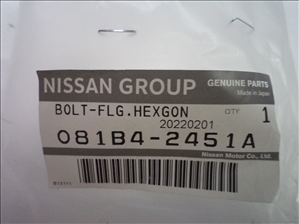 NISSAN GROUP
GENUINE PARTS
Made in Japan
BOLT-FLG.HEXGON
QTY 1
20220201
081B4-2451A
Nissan Motor Co., Ltd.